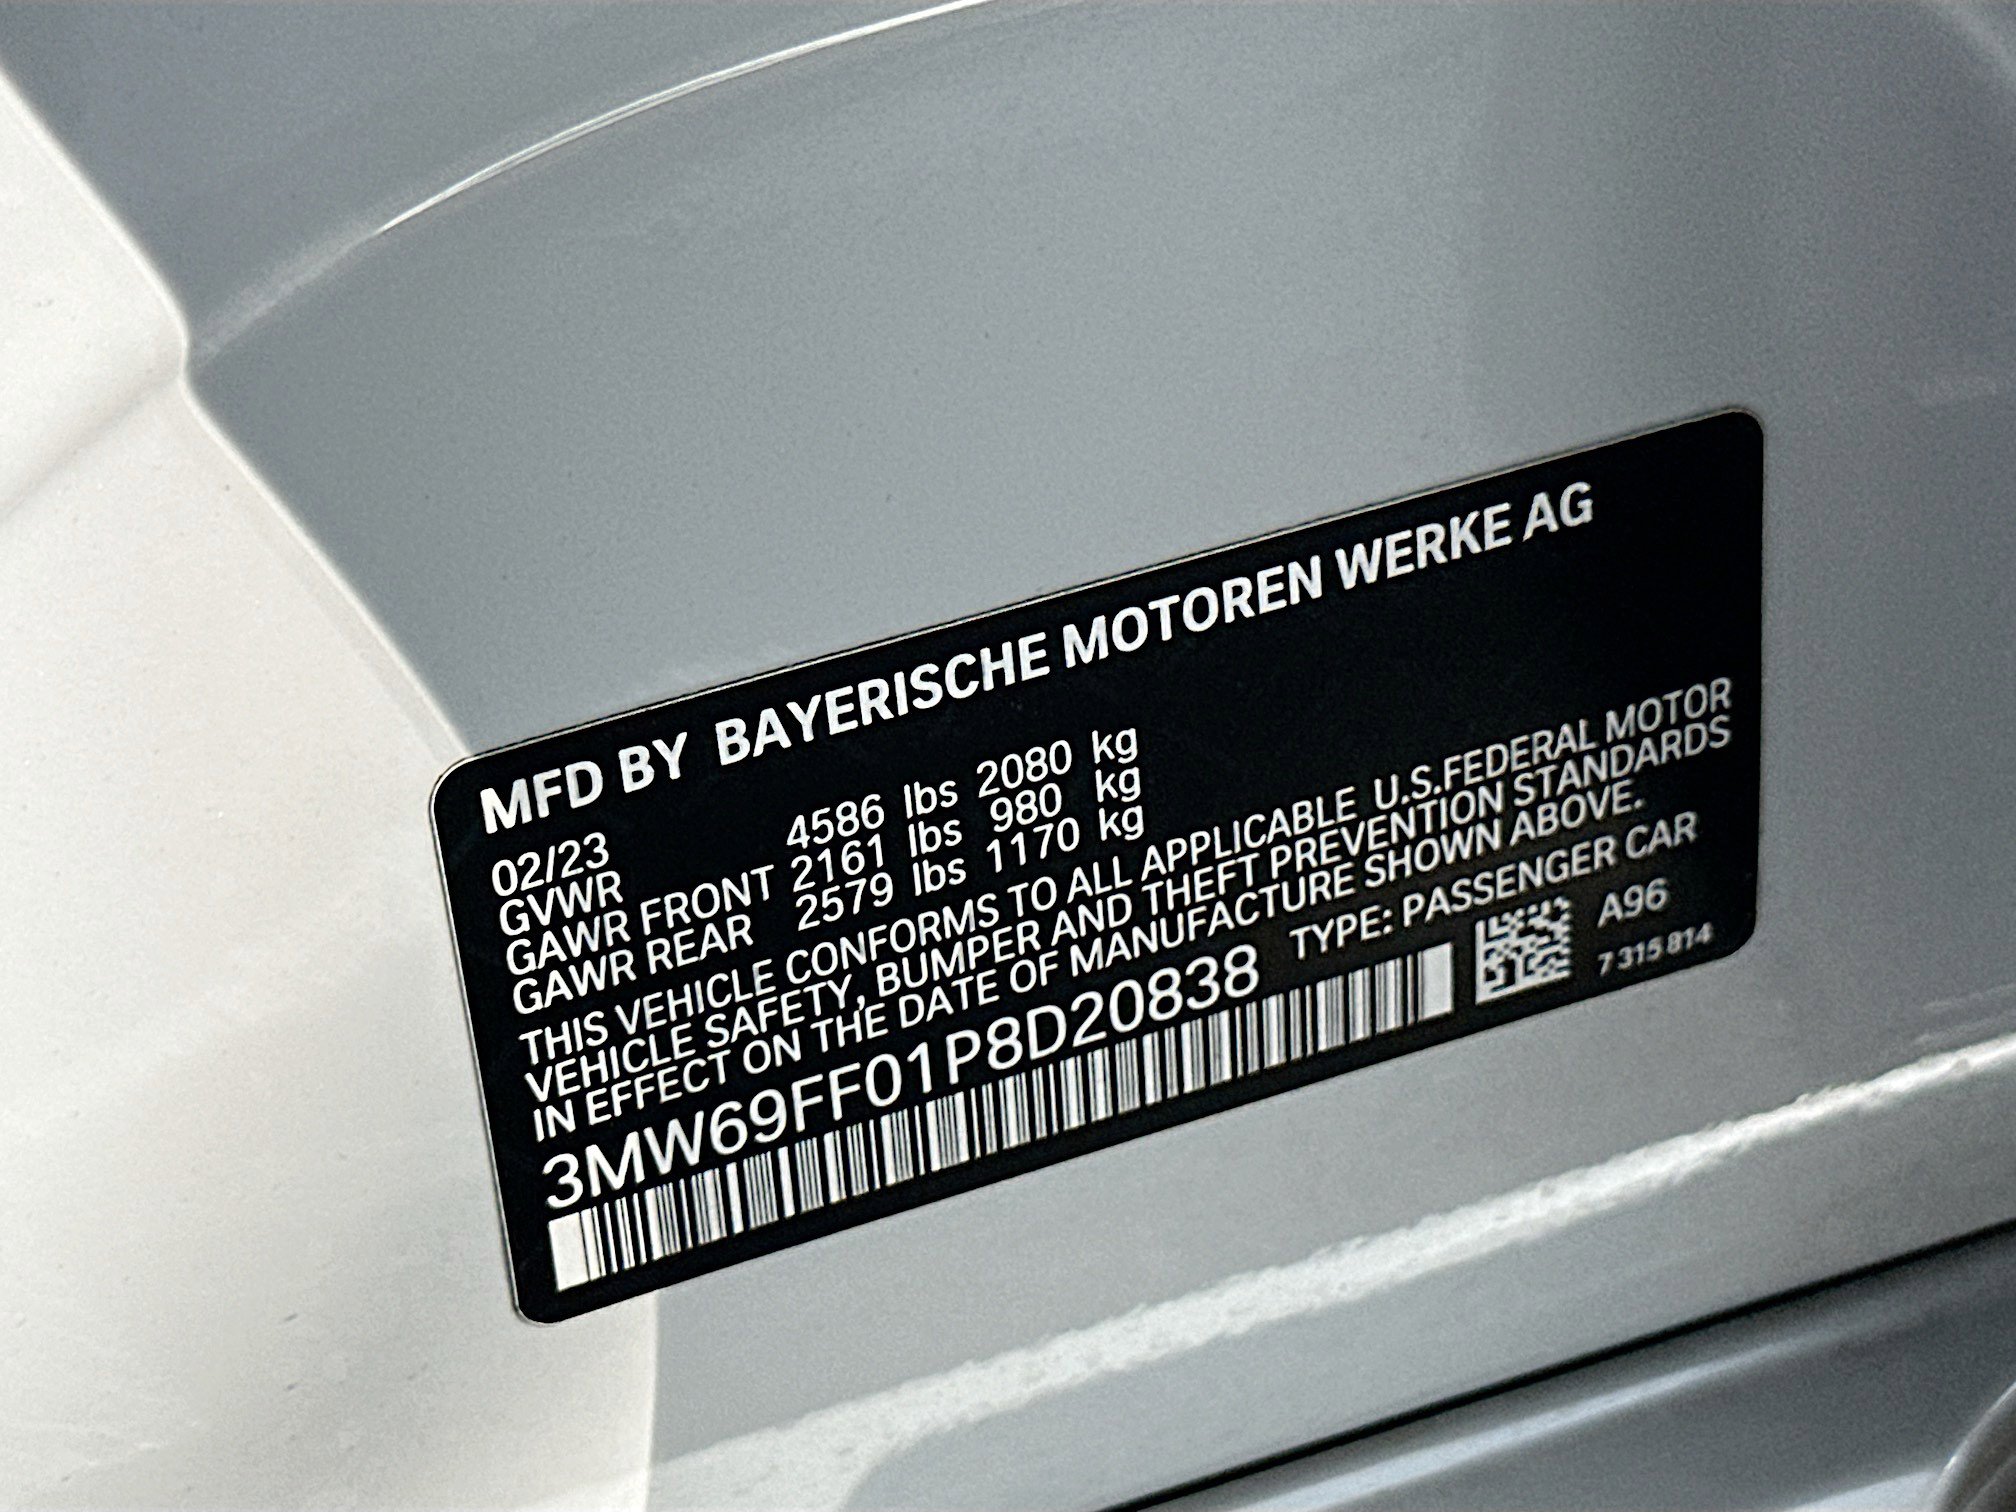 MFD BY BAYERISCHE MOTOREN WERKE AG
02/23
GVWR 4586 lbs 2080 kg
GAWR FRONT 2161 lbs 980 kg
GAWR REAR 2579 lbs 1170 kg
THIS VEHICLE CONFORMS TO ALL APPLICABLE U.S.FEDERAL MOTOR
VEHICLE SAFETY, BUMPER AND THEFT PREVENTION STANDARDS
IN EFFECT ON THE DATE OF MANUFACTURE SHOWN ABOVE.
3MW69FF01P8D20838 TYPE: PASSENGER CAR
A96
7 315 814